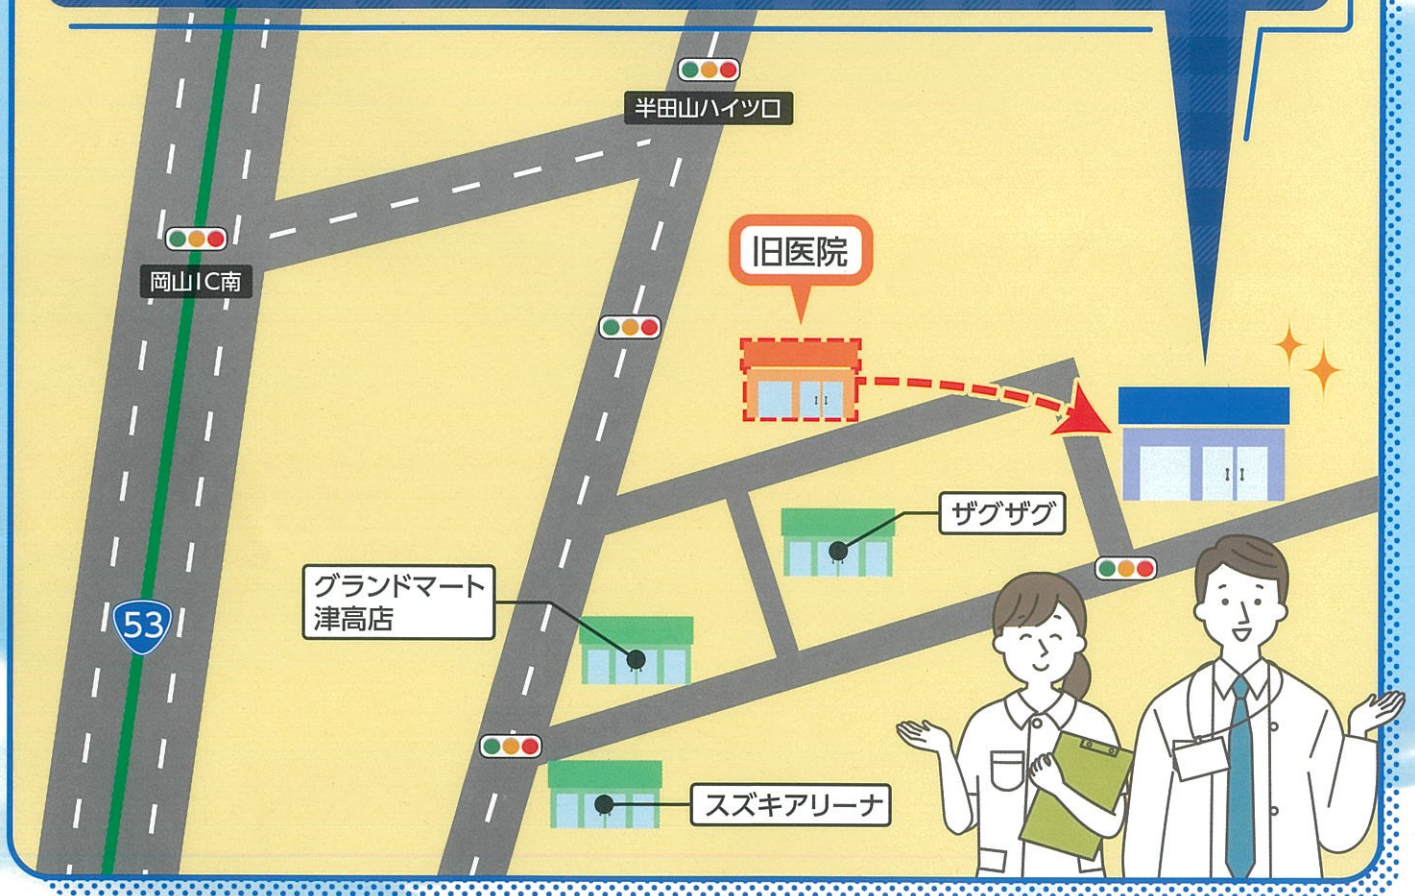 半田山ハイツ口
岡山IC南
旧医院
ザグザグ
グランドマート
津高店
53
スズキアリーナ